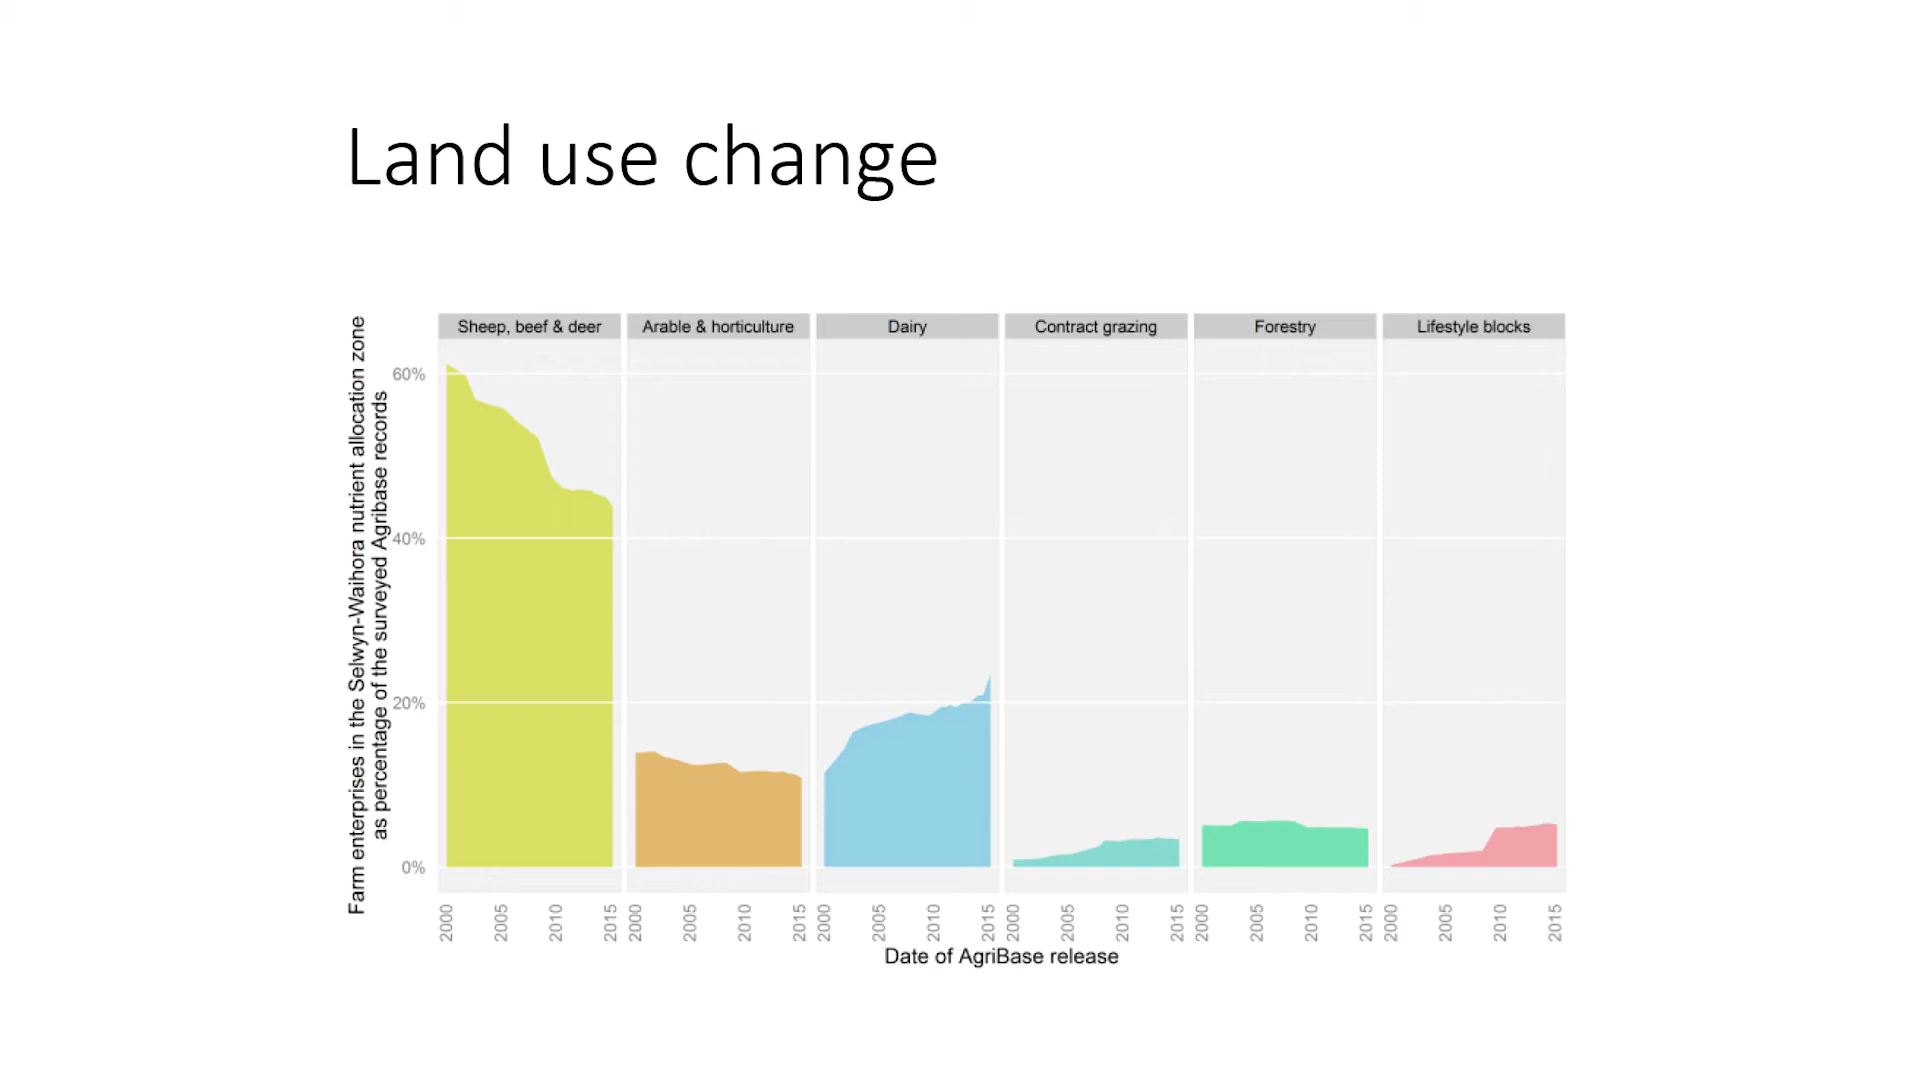 Land use change
Farm enterprises in the Selwyn-Waihora nutrient allocation zone
as percentage of the surveyed Agribase records
Sheep, beef & deer
Arable & horticulture
Dairy
Contract grazing
Forestry
Lifestyle blocks
60%
40%
20%
0%
2000 2005 2010 2015 2000 2005 2010 2015 2000 2005 2010 2015 2000 2005 2010 2015 2000 2005 2010 2015 2000 2005 2010 2015
Date of AgriBase release